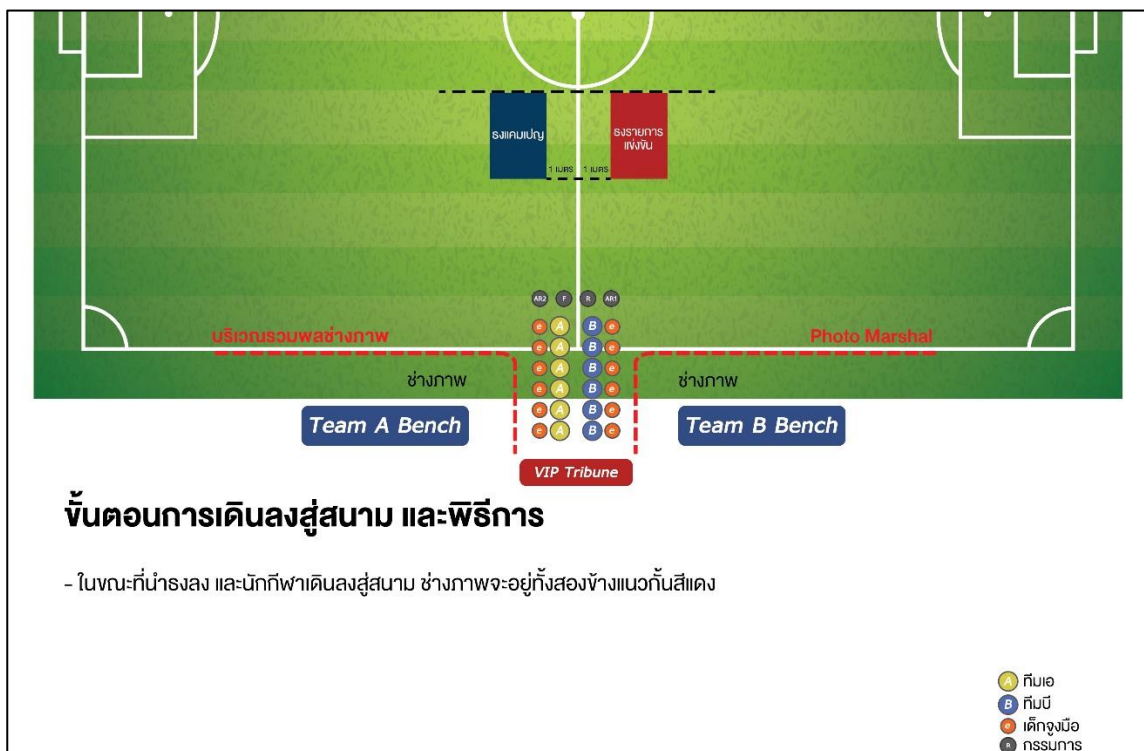 ธงแคมเปญ
ธงรายการ
แข่งขัน
1 เมตร 1 เมตร
AR2 F R AR1
e A B e
บริเวณรวมพลช่างภาพ
Photo Marshal
e A B e
e A B e
ช่างภาพ
ช่างภาพ
e A B e
e A B e
Team A Bench
Team B Bench
e A B e
VIP Tribune
ขั้นตอนการเดินลงสู่สนาม และพิธีการ
- ในขณะที่นำธงลง และนักกีฬาเดินลงสู่สนาม ช่างภาพจะอยู่ทั้งสองข้างแนวกั้นสีแดง
A ทีมเอ
B ทีมบี
e เด็กจูงมือ
R กรรมการ